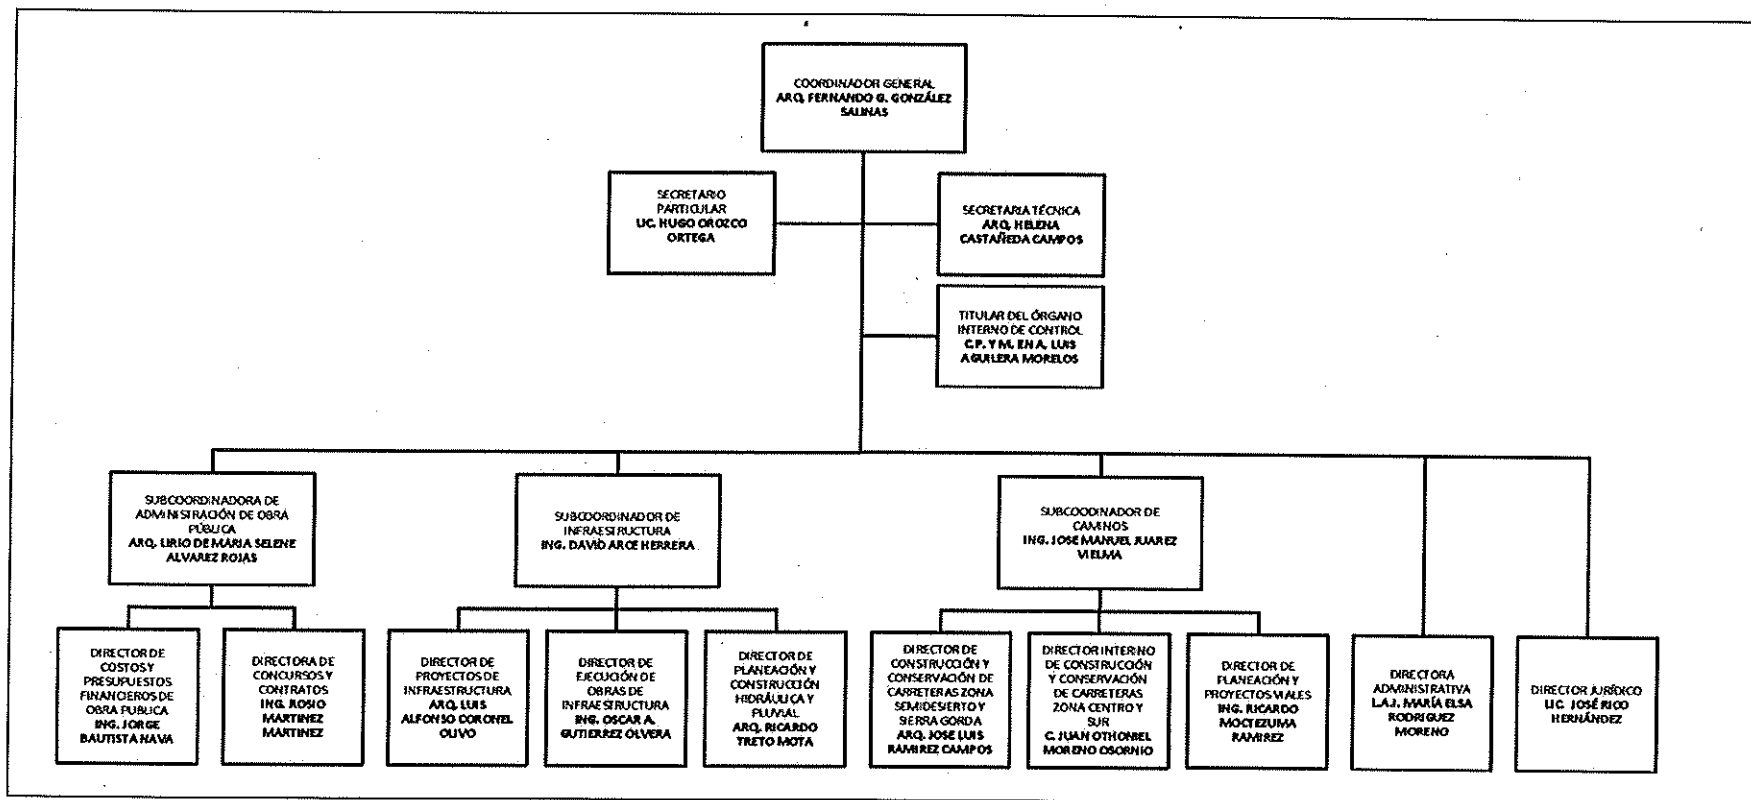 COORDINADOR GENERAL
ARQ. FERNANDO G. GONZÁLEZ
SALINAS
SECRETARIO
PARTICULAR
LIC. HUGO OROZCO
ORTEGA
SECRETARIA TÉCNICA
ARQ. HELENA
CASTAÑEDA CAMPOS
TITULAR DEL ÓRGANO
INTERNO DE CONTROL
C.P. Y M. EN A. LUIS
AGUILERA MORELOS
SUBCOORDINADORA DE
ADMINISTRACIÓN DE OBRA
PÚBLICA
ARQ. LIRIO DE MARIA SELENE
ALVAREZ ROJAS
SUBCOORDINADOR DE
INFRAESTRUCTURA
ING. DAVID ARCE HERRERA
SUBCOODINADOR DE
CAMINOS
ING. JOSE MANUEL JUAREZ
VIELMA
DIRECTOR DE
COSTOS Y
PRESUPUESTOS
FINANCIEROS DE
OBRA PUBLICA
ING. JORGE
BAUTISTA NAVA
DIRECTORA DE
CONCURSOS Y
CONTRATOS
ING. ROSIO
MARTINEZ
MARTINEZ
DIRECTOR DE
PROYECTOS DE
INFRAESTRUCTURA
ARQ. LUIS
ALFONSO CORONEL
OLIVO
DIRECTOR DE
EJECUCIÓN DE
OBRAS DE
INFRAESTRUCTURA
ING. OSCAR A.
GUTIERREZ OLVERA
DIRECTOR DE
PLANEACIÓN Y
CONSTRUCCIÓN
HIDRÁULICA Y
PLUVIAL
ARQ. RICARDO
TRETO MOTA
DIRECTOR DE
CONSTRUCCIÓN Y
CONSERVACIÓN DE
CARRETERAS ZONA
SEMIDESIERTO Y
SIERRA GORDA
ARQ. JOSE LUIS
RAMIREZ CAMPOS
DIRECTOR INTERINO
DE CONSTRUCCIÓN
Y CONSERVACIÓN
DE CARRETERAS
ZONA CENTRO Y
SUR
C. JUAN OTHONIEL
MORENO OSORNIO
DIRECTOR DE
PLANEACIÓN Y
PROYECTOS VIALES
ING. RICARDO
MOCTEZUMA
RAMIREZ
DIRECTORA
ADMINISTRATIVA
L.A.J. MARÍA ELSA
RODRIGUEZ
MORENO
DIRECTOR JURÍDICO
LIC. JOSÉ RICO
HERNÁNDEZ